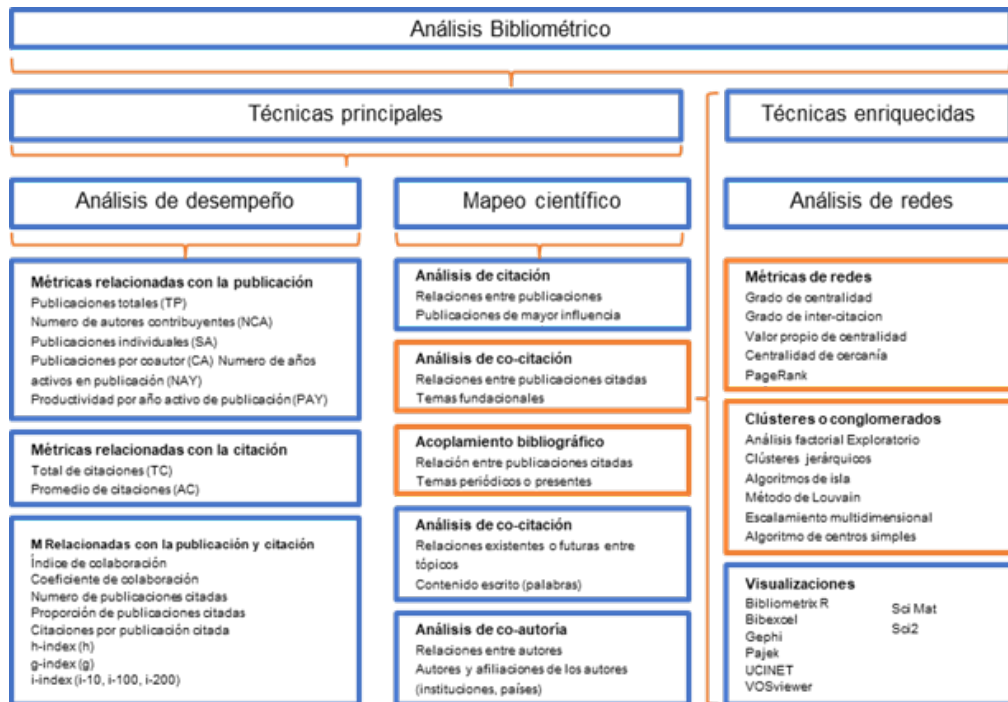 Análisis Bibliométrico
Técnicas principales
Técnicas enriquecidas
Análisis de desempeño
Mapeo científico
Análisis de redes
Métricas relacionadas con la publicación
Publicaciones totales (TP)
Numero de autores contribuyentes (NCA)
Publicaciones individuales (SA)
Publicaciones por coautor (CA) Numero de años
activos en publicación (NAY)
Productividad por año activo de publicación (PAY)
Métricas relacionadas con la citación
Total de citaciones (TC)
Promedio de citaciones (AC)
M Relacionadas con la publicación y citación
Índice de colaboración
Coeficiente de colaboración
Numero de publicaciones citadas
Proporción de publicaciones citadas
Citaciones por publicación citada
h-index (h)
g-index (g)
i-index (i-10, i-100, i-200)
Análisis de citación
Relaciones entre publicaciones
Publicaciones de mayor influencia
Análisis de co-citación
Relaciones entre publicaciones citadas
Temas fundacionales
Acoplamiento bibliográfico
Relación entre publicaciones citadas
Temas periódicos o presentes
Análisis de co-citación
Relaciones existentes o futuras entre
tópicos
Contenido escrito (palabras)
Análisis de co-autoría
Relaciones entre autores
Autores y afiliaciones de los autores
(instituciones, países)
Métricas de redes
Grado de centralidad
Grado de inter-citacion
Valor propio de centralidad
Centralidad de cercanía
PageRank
Clústeres o conglomerados
Análisis factorial Exploratorio
Clústeres jerárquicos
Algoritmos de isla
Método de Louvain
Escalamiento multidimensional
Algoritmo de centros simples
Visualizaciones
Bibliometrix R
Bibexcel
Gephi
Pajek
UCINET
VOSviewer
Sci Mat
Sci2